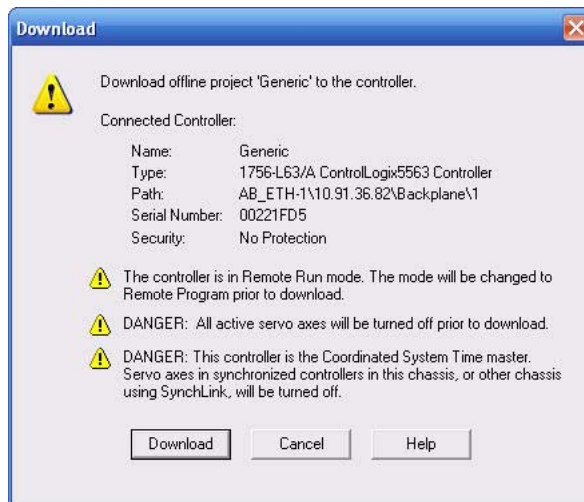 Download
Download offline project 'Generic' to the controller.
Connected Controller:
Name: Generic
Type: 1756-L63/A ControlLogix5563 Controller
Path: AB_ETH-1\10.91.36.82\Backplane\1
Serial Number: 00221FD5
Security: No Protection
The controller is in Remote Run mode. The mode will be changed to
Remote Program prior to download.
DANGER: All active servo axes will be turned off prior to download.
DANGER: This controller is the Coordinated System Time master.
Servo axes in synchronized controllers in this chassis, or other chassis
using SynchLink, will be turned off.
Download Cancel Help